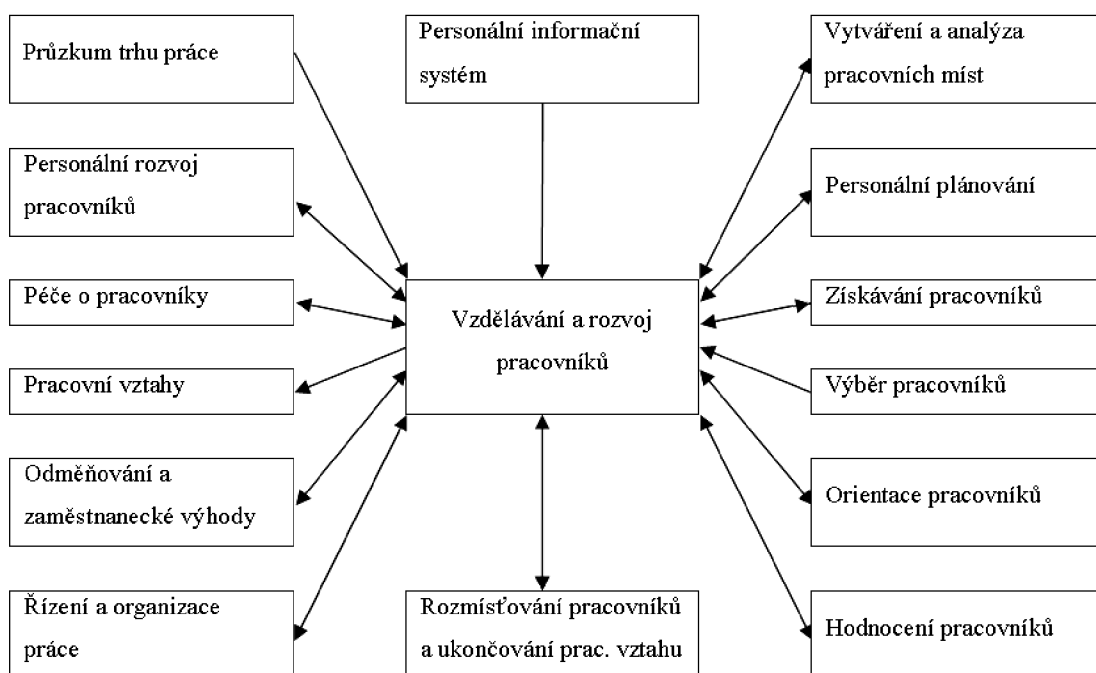 Průzkum trhu práce
Personální informační
systém
Vytváření a analýza
pracovních míst
Personální rozvoj
pracovníků
Personální plánování
Péče o pracovníky
Vzdělávání a rozvoj
pracovníků
Získávání pracovníků
Pracovní vztahy
Výběr pracovníků
Odměňování a
zaměstnanecké výhody
Orientace pracovníků
Řízení a organizace
práce
Rozmísťování pracovníků
a ukončování prac. vztahu
Hodnocení pracovníků